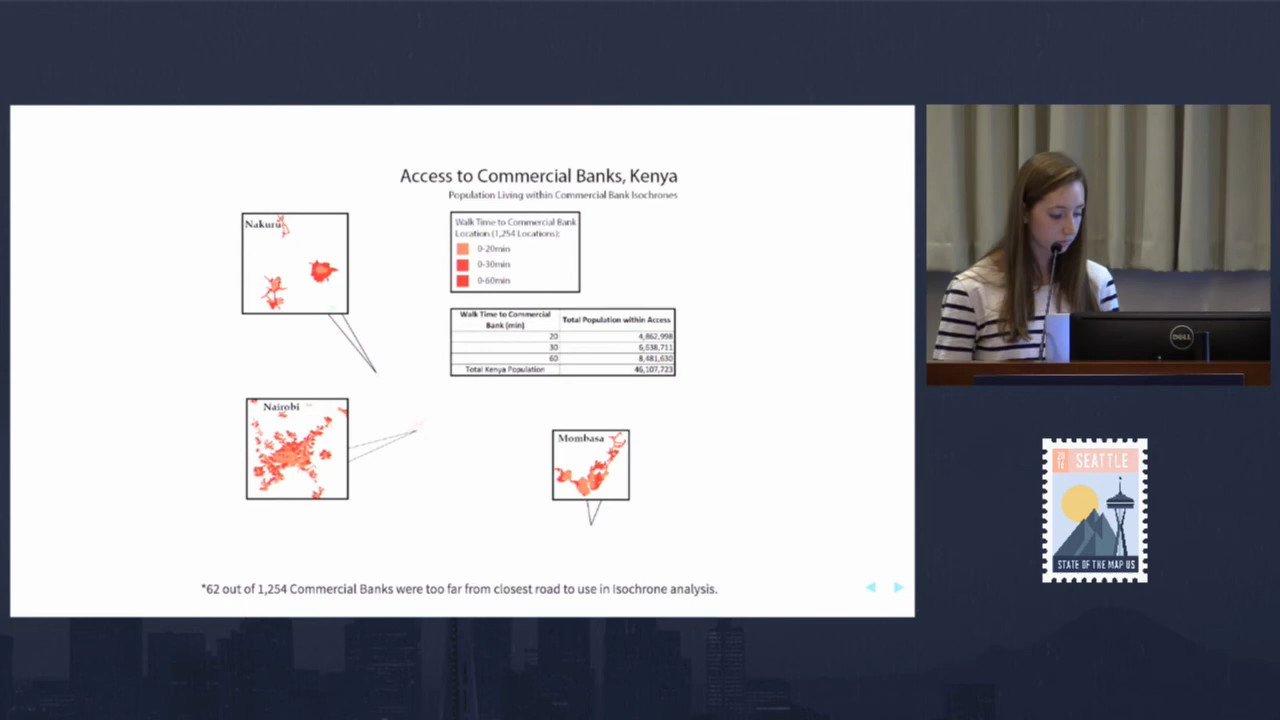 Access to Commercial Banks, Kenya
Population Living within Commercial Bank Isochrones
Nakuru
Walk Time to Commercial Bank
Location (1,254 Locations):
0-20min
0-30min
0-60min
Walk Time to Commercial Bank (min) Total Population within Access
20 4,862,998
30 6,638,711
60 8,481,630
Total Kenya Population 46,107,723
Nairobi
Mombasa
*62 out of 1,254 Commercial Banks were too far from closest road to use in Isochrone analysis.
DELL
2017 SEATTLE
STATE OF THE MAP US